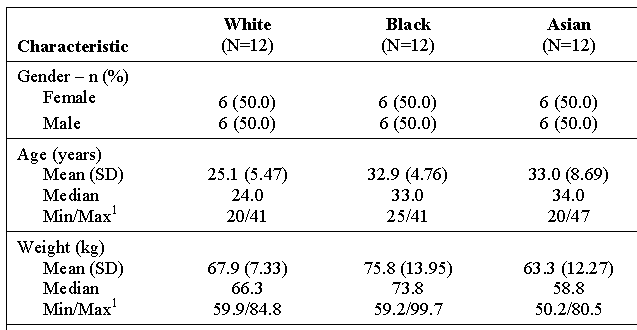 White Black Asian
Characteristic (N=12) (N=12) (N=12)
Gender – n (%)
Female 6 (50.0) 6 (50.0) 6 (50.0)
Male 6 (50.0) 6 (50.0) 6 (50.0)
Age (years)
Mean (SD) 25.1 (5.47) 32.9 (4.76) 33.0 (8.69)
Median 24.0 33.0 34.0
Min/Max¹ 20/41 25/41 20/47
Weight (kg)
Mean (SD) 67.9 (7.33) 75.8 (13.95) 63.3 (12.27)
Median 66.3 73.8 58.8
Min/Max¹ 59.9/84.8 59.2/99.7 50.2/80.5